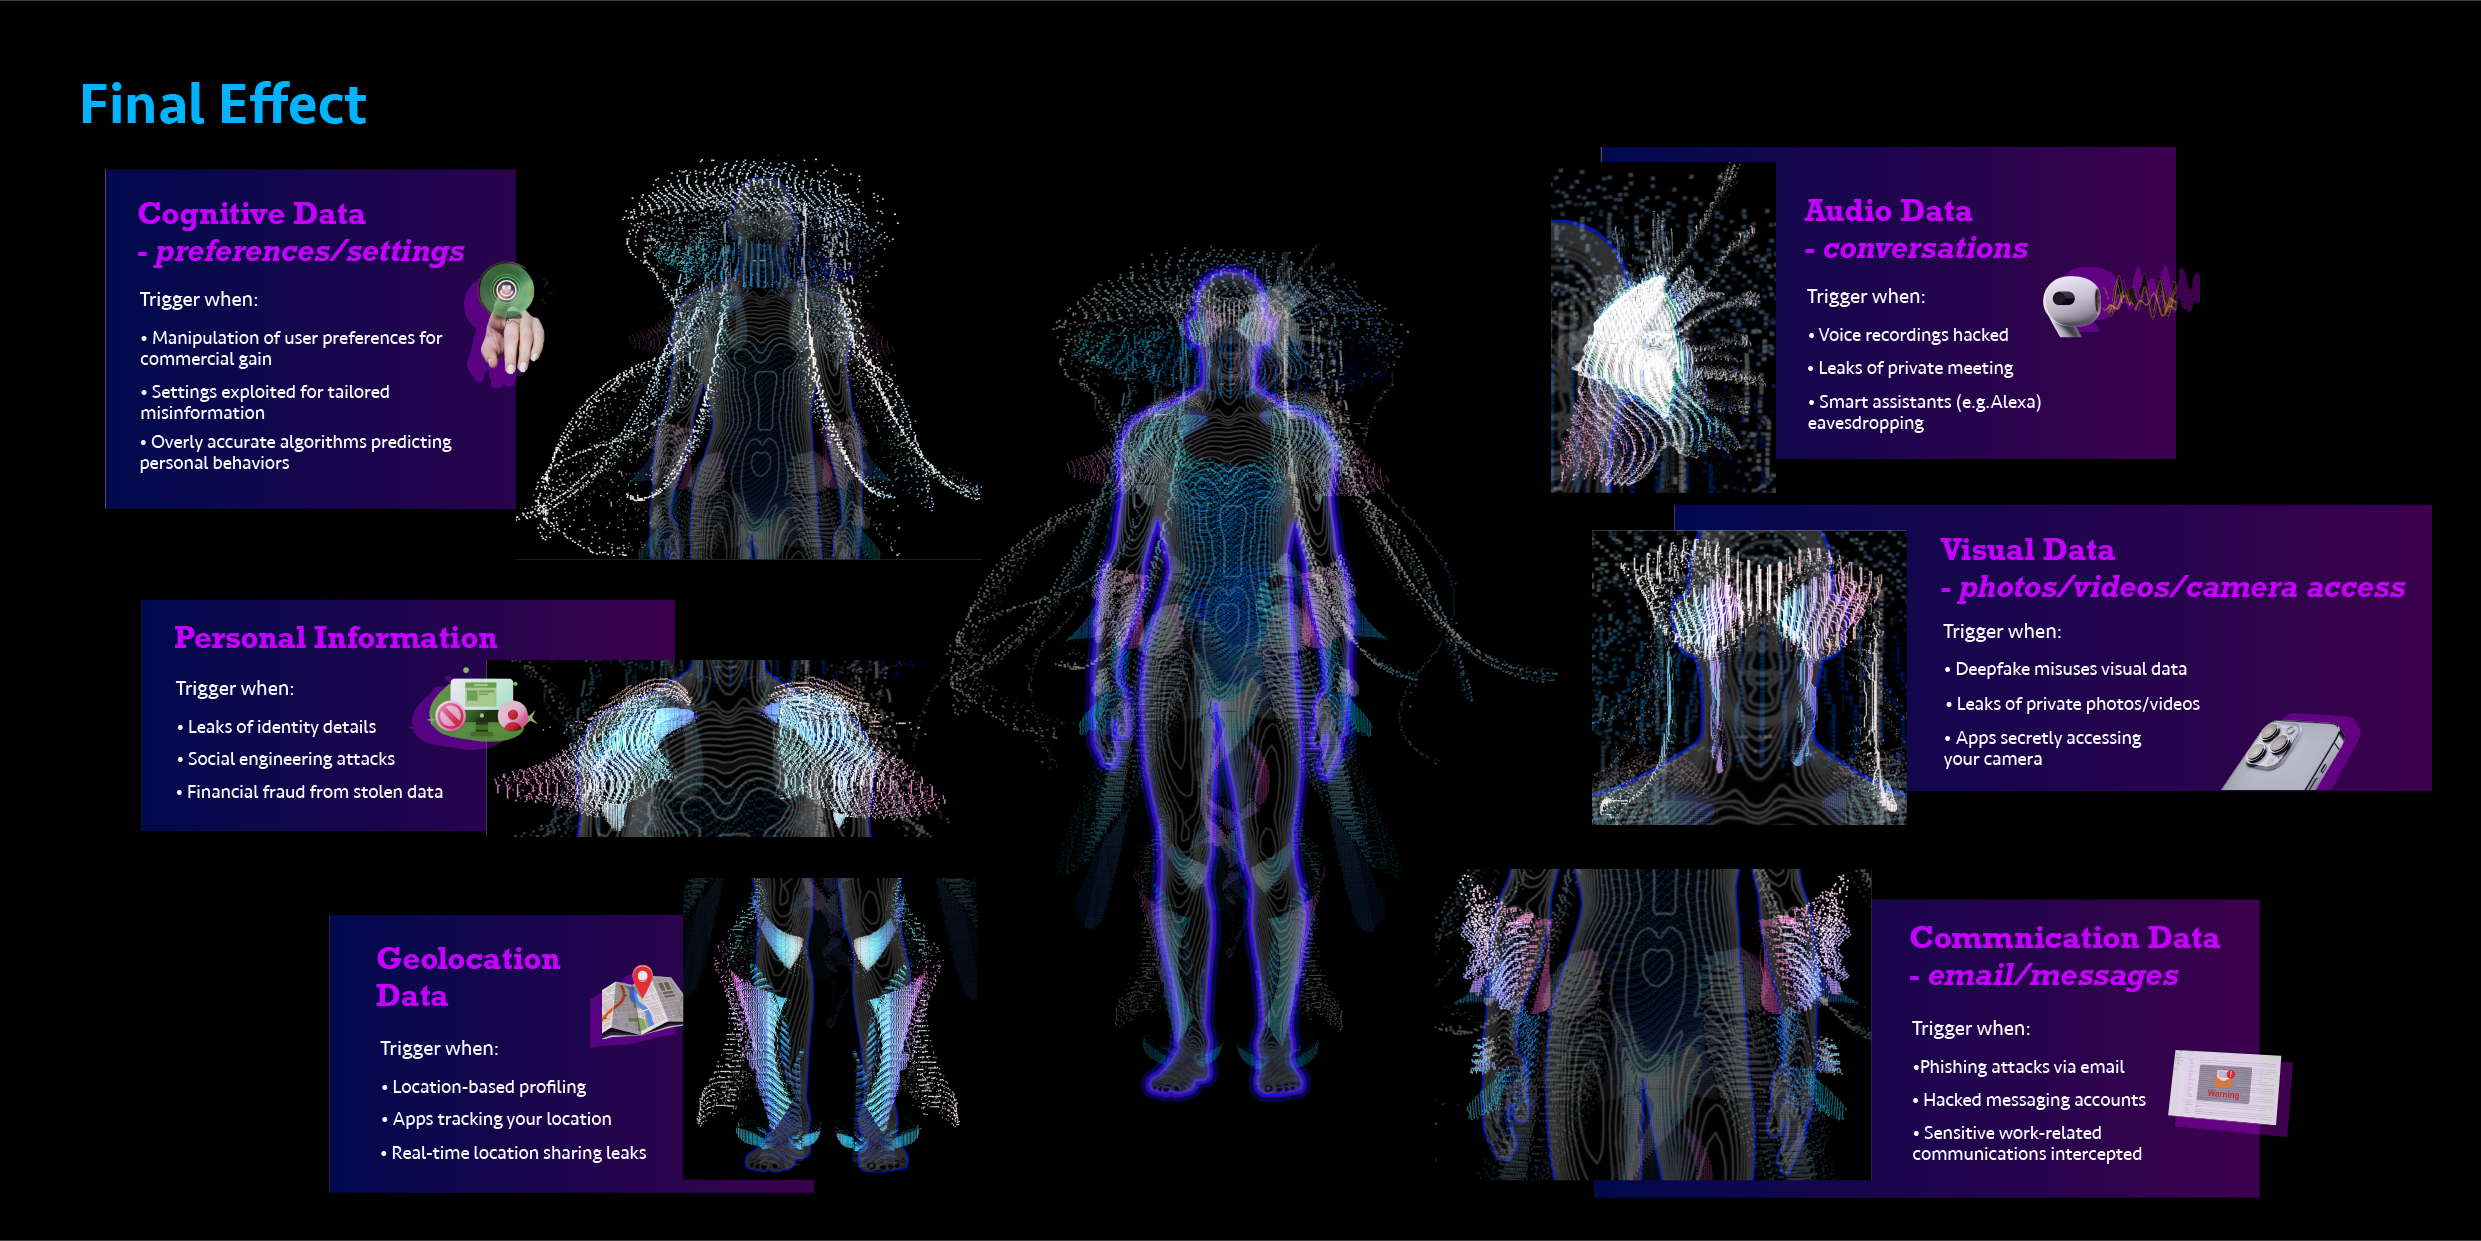 Final Effect
Cognitive Data
- preferences/settings
Trigger when:
• Manipulation of user preferences for
commercial gain
• Settings exploited for tailored
misinformation
• Overly accurate algorithms predicting
personal behaviors
Personal Information
Trigger when:
• Leaks of identity details
• Social engineering attacks
• Financial fraud from stolen data
Geolocation
Data
Trigger when:
• Location-based profiling
• Apps tracking your location
• Real-time location sharing leaks
Audio Data
- conversations
Trigger when:
• Voice recordings hacked
• Leaks of private meeting
• Smart assistants (e.g.Alexa)
eavesdropping
Visual Data
- photos/videos/camera access
Trigger when:
• Deepfake misuses visual data
• Leaks of private photos/videos
• Apps secretly accessing
your camera
Commnication Data
- email/messages
Trigger when:
•Phishing attacks via email
• Hacked messaging accounts
• Sensitive work-related
communications intercepted
Warning